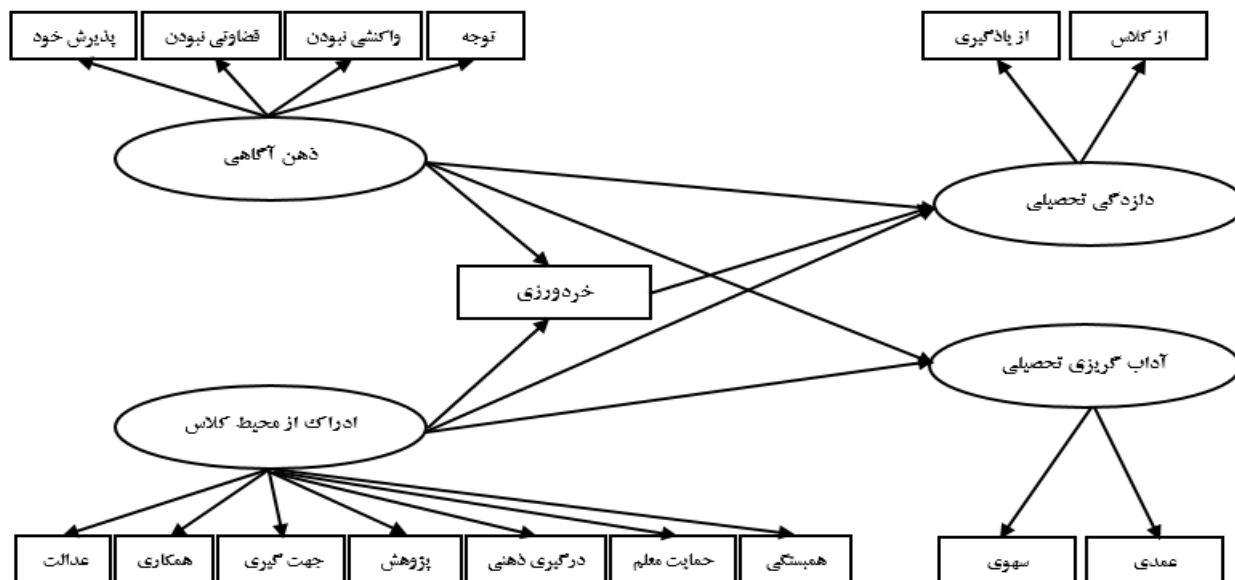 از کلاس
از یادگیری
توجه
واکنشی نبودن
قضاوتی نبودن
پذیرش خود
ذهن آگاهی
دلزدگی تحصیلی
خردورزی
آداب گریزی تحصیلی
ادراک از محیط کلاس
عمدی
سهوی
همبستگی
حمایت معلم
درگیری ذهنی
پژوهش
جهت گیری
همکاری
عدالت